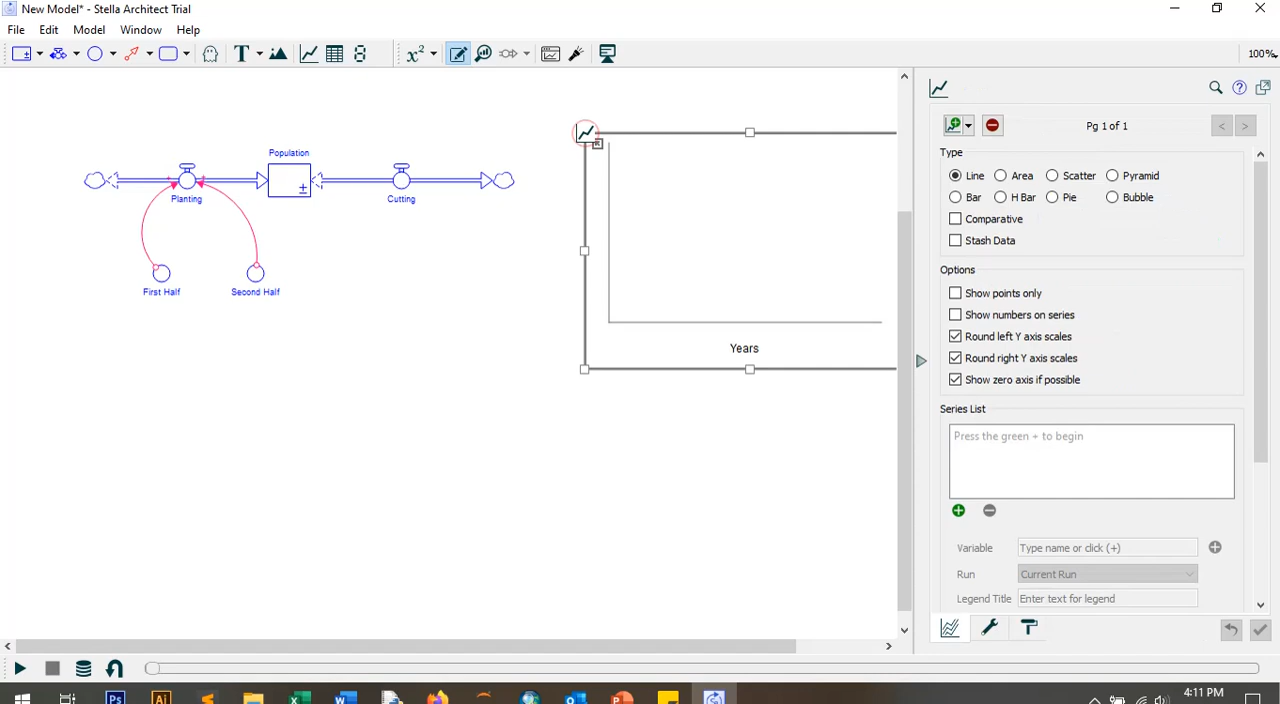 New Model* - Stella Architect Trial
File Edit Model Window Help
100%
Pg 1 of 1
Type
Line Area Scatter Pyramid
Bar H Bar Pie Bubble
Comparative
Stash Data
Options
Show points only
Show numbers on series
Round left Y axis scales
Round right Y axis scales
Show zero axis if possible
Series List
Press the green + to begin
Variable Type name or click (+)
Run Current Run
Legend Title Enter text for legend
Population
Planting Cutting
First Half Second Half
Years
4:11 PM